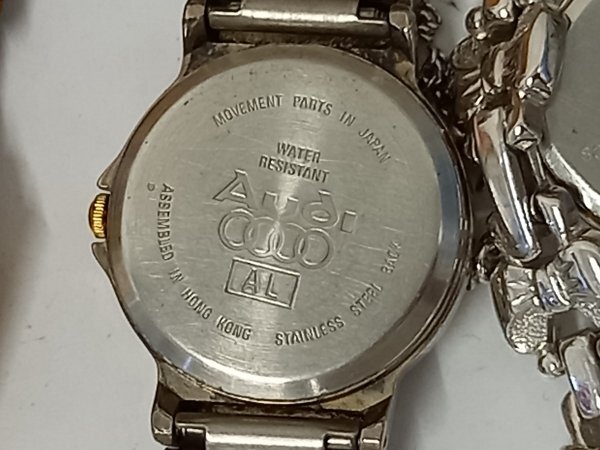 MOVEMENT PARTS IN JAPAN
WATER
RESISTANT
Audi
AL
ASSEMBLED IN HONG KONG
STAINLESS STEEL BACK